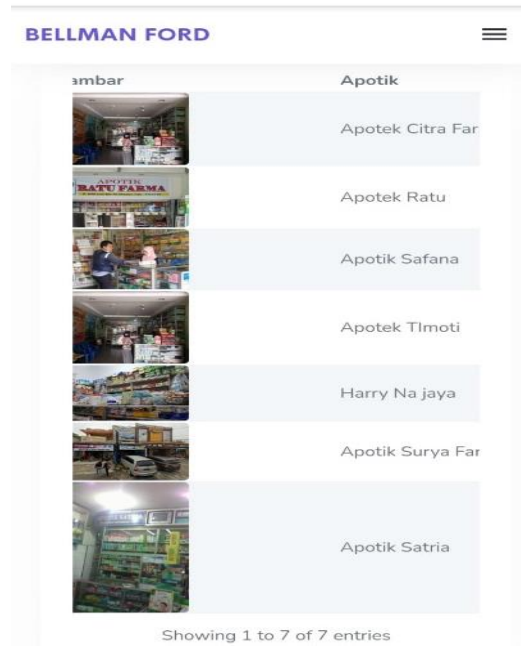 BELLMAN FORD
ambar Apotik
Apotek Citra Far
APOTIK
RATU FARMA
Apotek Ratu
Apotik Safana
Apotek TImoti
Harry Na jaya
Apotik Surya Far
Apotik Satria
Showing 1 to 7 of 7 entries